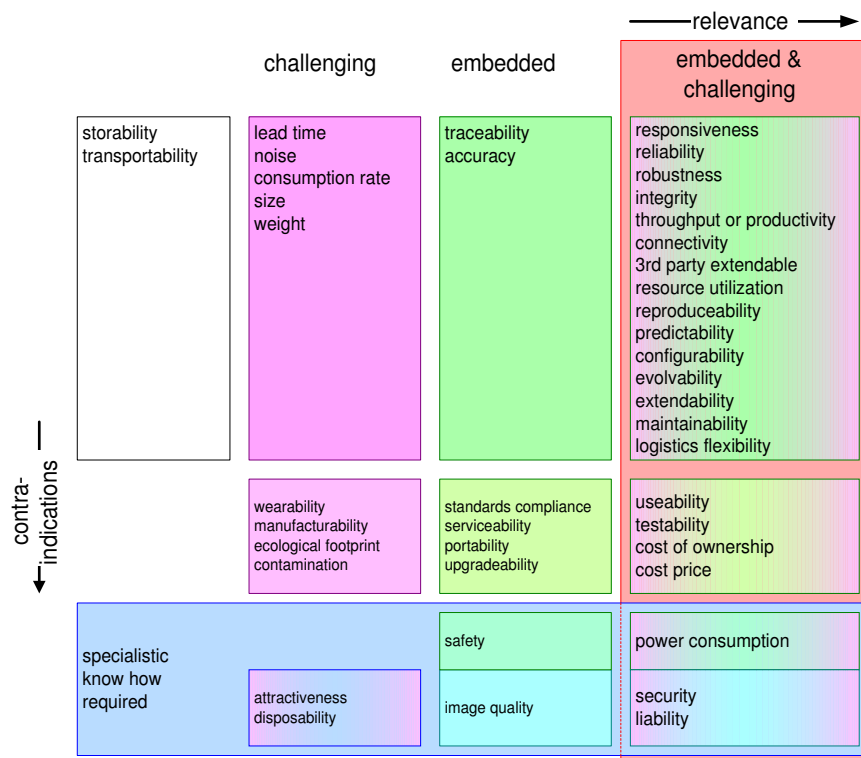 relevance
challenging
embedded
embedded &
challenging
storability
transportability
lead time
noise
consumption rate
size
weight
traceability
accuracy
responsiveness
reliability
robustness
integrity
throughput or productivity
connectivity
3rd party extendable
resource utilization
reproduceability
predictability
configurability
evolvability
extendability
maintainability
logistics flexibility
contra-
indications
wearability
manufacturability
ecological footprint
contamination
standards compliance
serviceability
portability
upgradeability
useability
testability
cost of ownership
cost price
specialistic
know how
required
attractiveness
disposability
safety
image quality
power consumption
security
liability